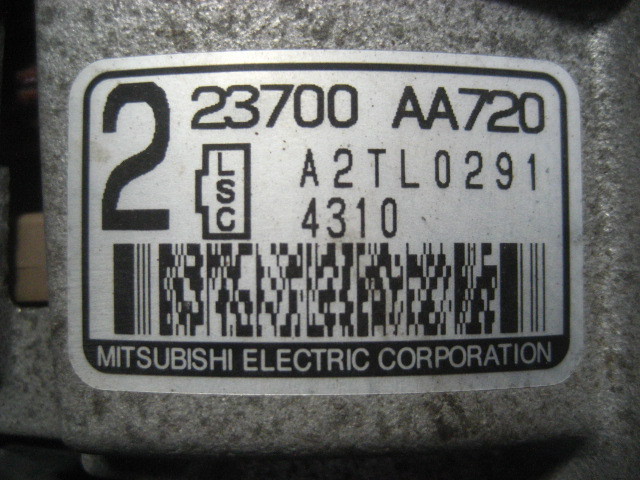 2 23700 AA720
LSC A2TL0291
4310
MITSUBISHI ELECTRIC CORPORATION